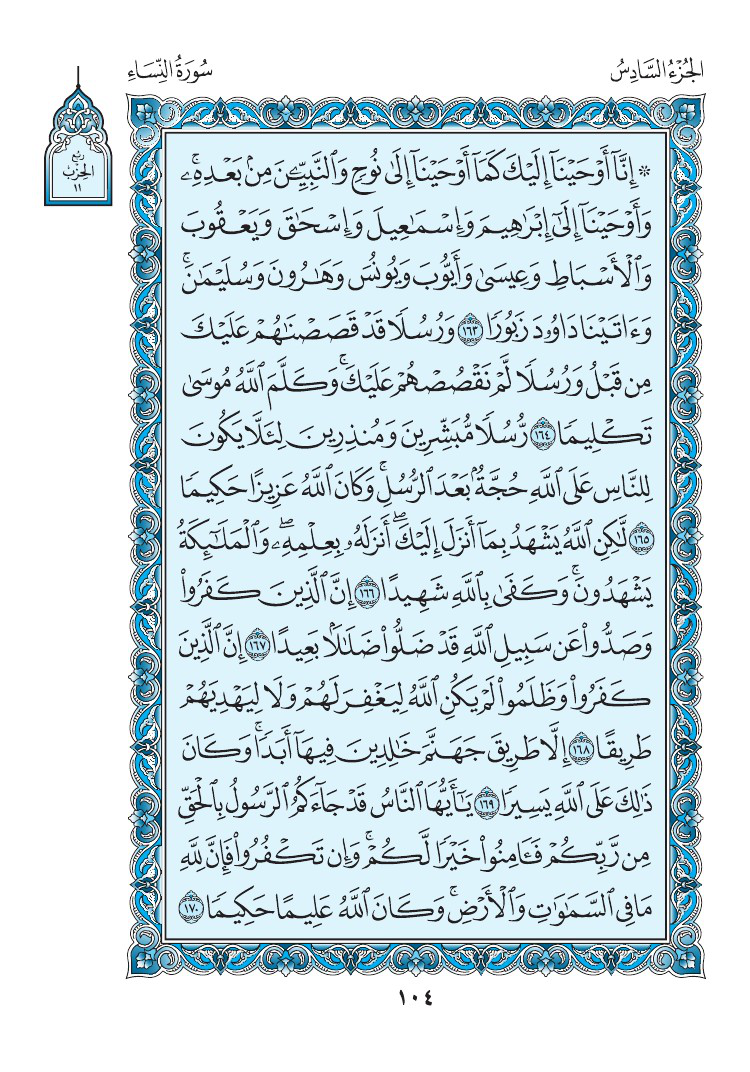 الجُزْءُ السَّادِسُ
سُورَةُ النِّسَاءِ
رُبْع
الحِزْبِ
١١
۞ إِنَّآ أَوۡحَيۡنَآ إِلَيۡكَ كَمَآ أَوۡحَيۡنَآ إِلَىٰ نُوحٖ وَٱلنَّبِيِّـۧنَ مِنۢ بَعۡدِهِۦۚ
وَأَوۡحَيۡنَآ إِلَىٰٓ إِبۡرَٰهِيمَ وَإِسۡمَٰعِيلَ وَإِسۡحَٰقَ وَيَعۡقُوبَ
وَٱلۡأَسۡبَاطِ وَعِيسَىٰ وَأَيُّوبَ وَيُونُسَ وَهَٰرُونَ وَسُلَيۡمَٰنَۚ
وَءَاتَيۡنَا دَاوُۥدَ زَبُورٗا ١٦٣ وَرُسُلٗا قَدۡ قَصَصۡنَٰهُمۡ عَلَيۡكَ
مِن قَبۡلُ وَرُسُلٗا لَّمۡ نَقۡصُصۡهُمۡ عَلَيۡكَۚ وَكَلَّمَ ٱللَّهُ مُوسَىٰ
تَكۡلِيمٗا ١٦٤ رُّسُلٗا مُّبَشِّرِينَ وَمُنذِرِينَ لِئَلَّا يَكُونَ
لِلنَّاسِ عَلَى ٱللَّهِ حُجَّةُۢ بَعۡدَ ٱلرُّسُلِۚ وَكَانَ ٱللَّهُ عَزِيزًا حَكِيمٗا
١٦٥ لَّٰكِنِ ٱللَّهُ يَشۡهَدُ بِمَآ أَنزَلَ إِلَيۡكَۖ أَنزَلَهُۥ بِعِلۡمِهِۦۖ وَٱلۡمَلَٰٓئِكَةُ
يَشۡهَدُونَۚ وَكَفَىٰ بِٱللَّهِ شَهِيدًا ١٦٦ إِنَّ ٱلَّذِينَ كَفَرُواْ
وَصَدُّواْ عَن سَبِيلِ ٱللَّهِ قَدۡ ضَلُّواْ ضَلَٰلَۢا بَعِيدًا ١٦٧ إِنَّ ٱلَّذِينَ
كَفَرُواْ وَظَلَمُواْ لَمۡ يَكُنِ ٱللَّهُ لِيَغۡفِرَ لَهُمۡ وَلَا لِيَهۡدِيَهُمۡ
طَرِيقًا ١٦٨ إِلَّا طَرِيقَ جَهَنَّمَ خَٰلِدِينَ فِيهَآ أَبَدٗاۚ وَكَانَ
ذَٰلِكَ عَلَى ٱللَّهِ يَسِيرٗا ١٦٩ يَٰٓأَيُّهَا ٱلنَّاسُ قَدۡ جَآءَكُمُ ٱلرَّسُولُ بِٱلۡحَقِّ
مِن رَّبِّكُمۡ فَـَٔامِنُواْ خَيۡرٗا لَّكُمۡۚ وَإِن تَكۡفُرُواْ فَإِنَّ لِلَّهِ
مَا فِي ٱلسَّمَٰوَٰتِ وَٱلۡأَرۡضِۚ وَكَانَ ٱللَّهُ عَلِيمًا حَكِيمٗا ١٧٠
١٠٤